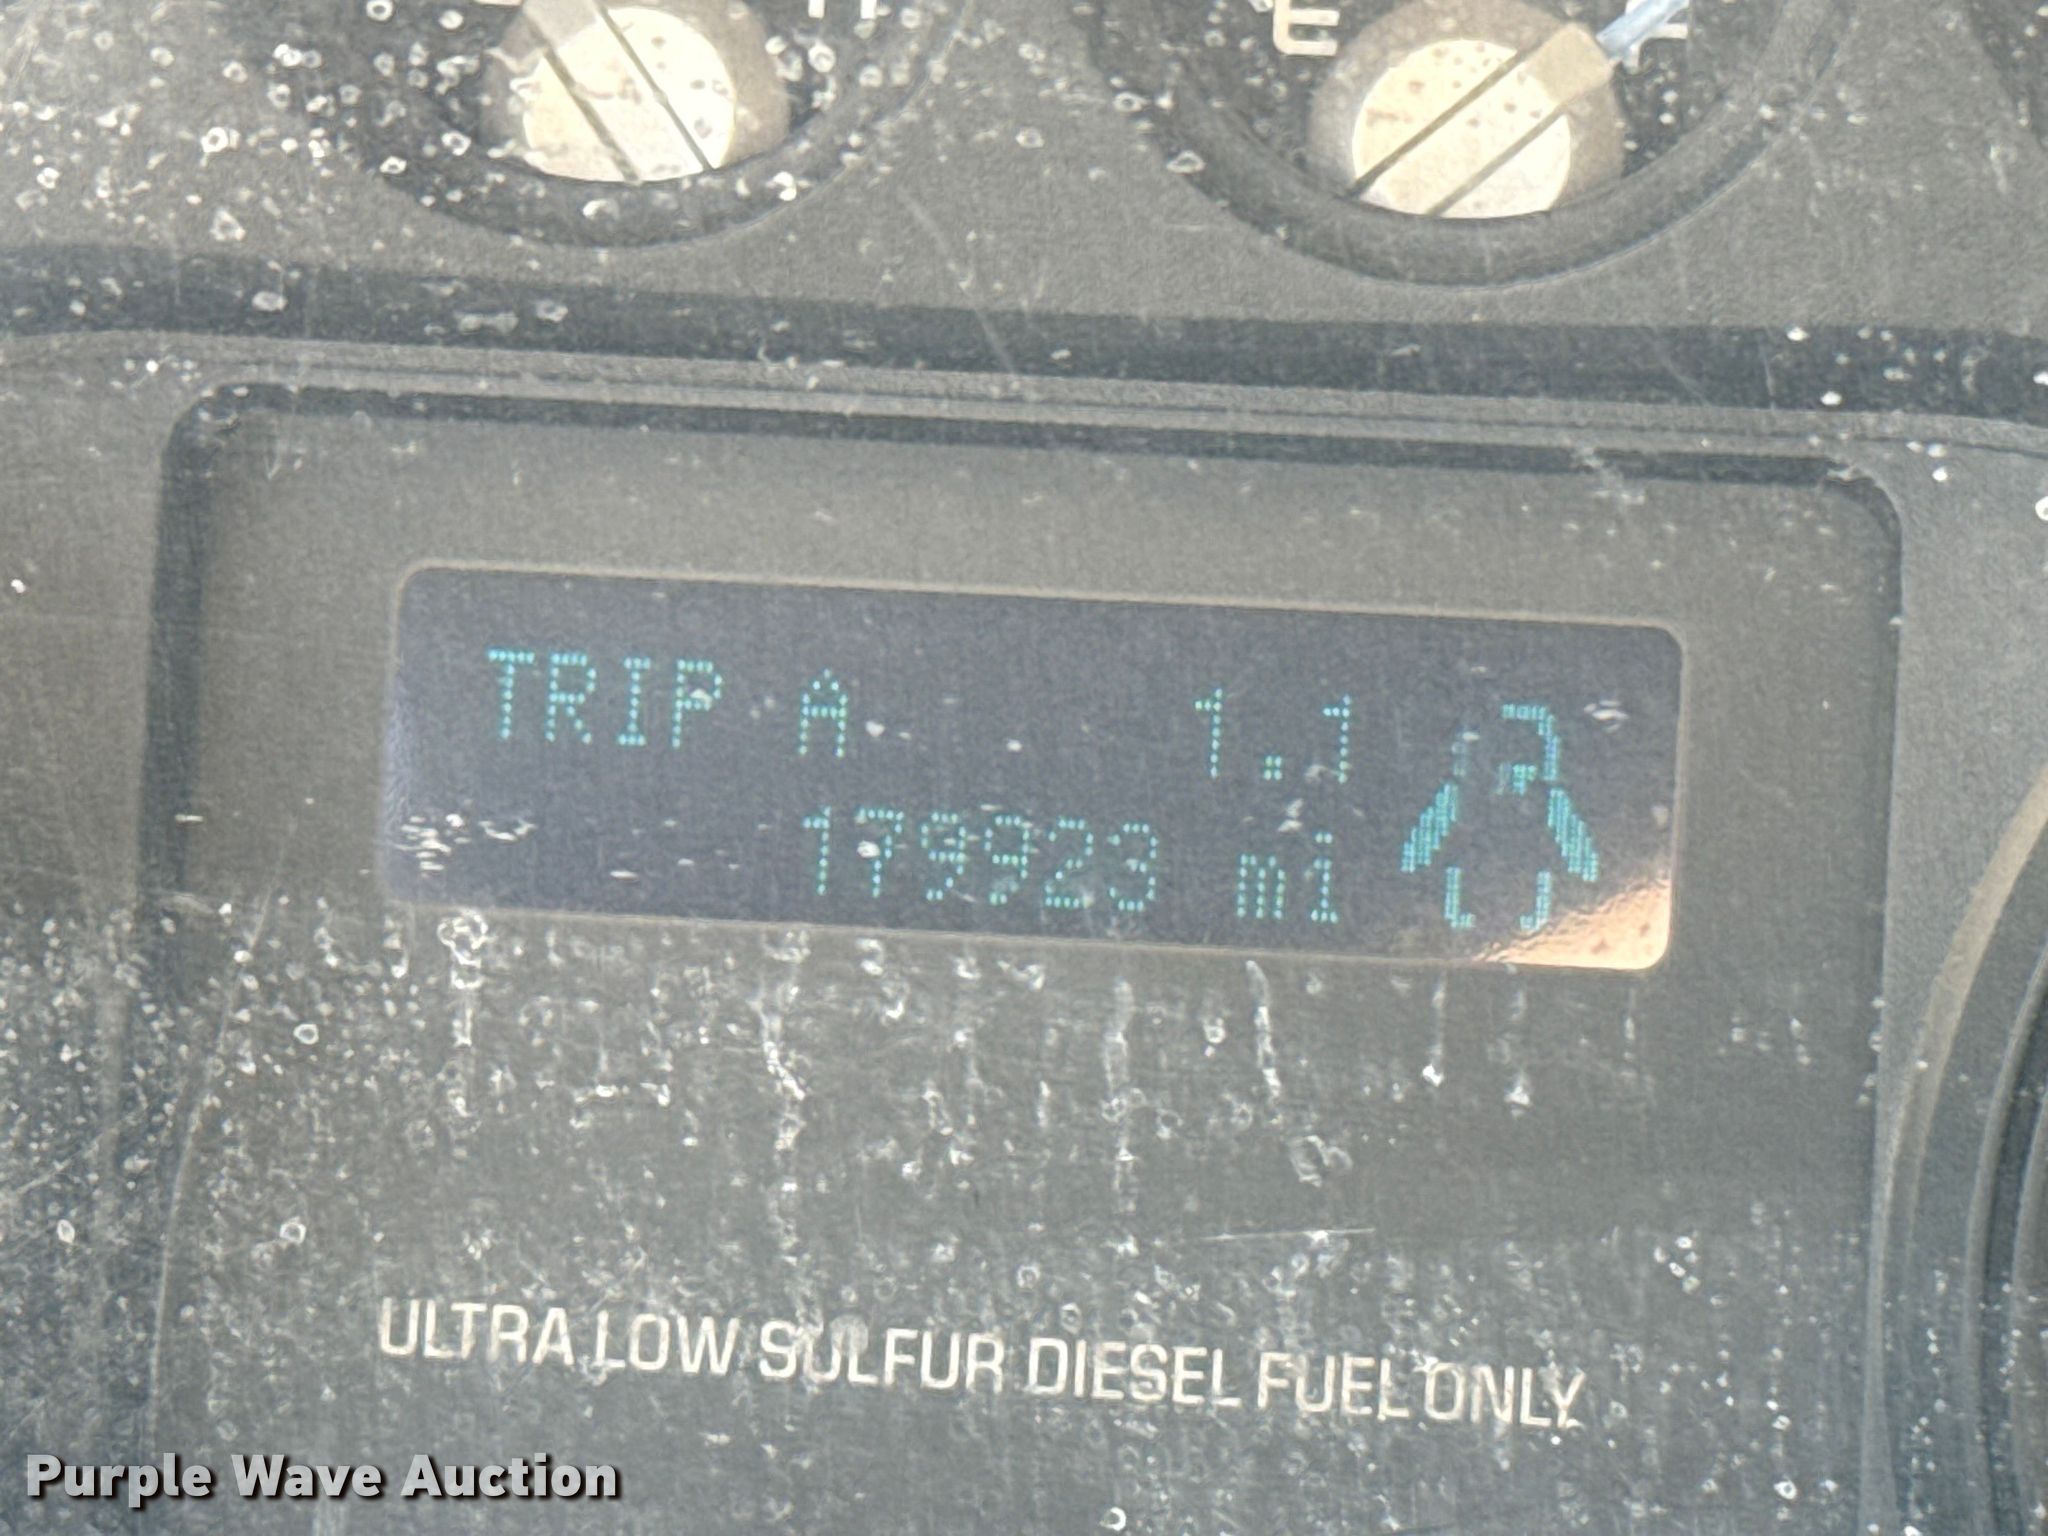 E
TRIP A 1.1
179923 mi
ULTRA LOW SULFUR DIESEL FUEL ONLY
Purple Wave Auction